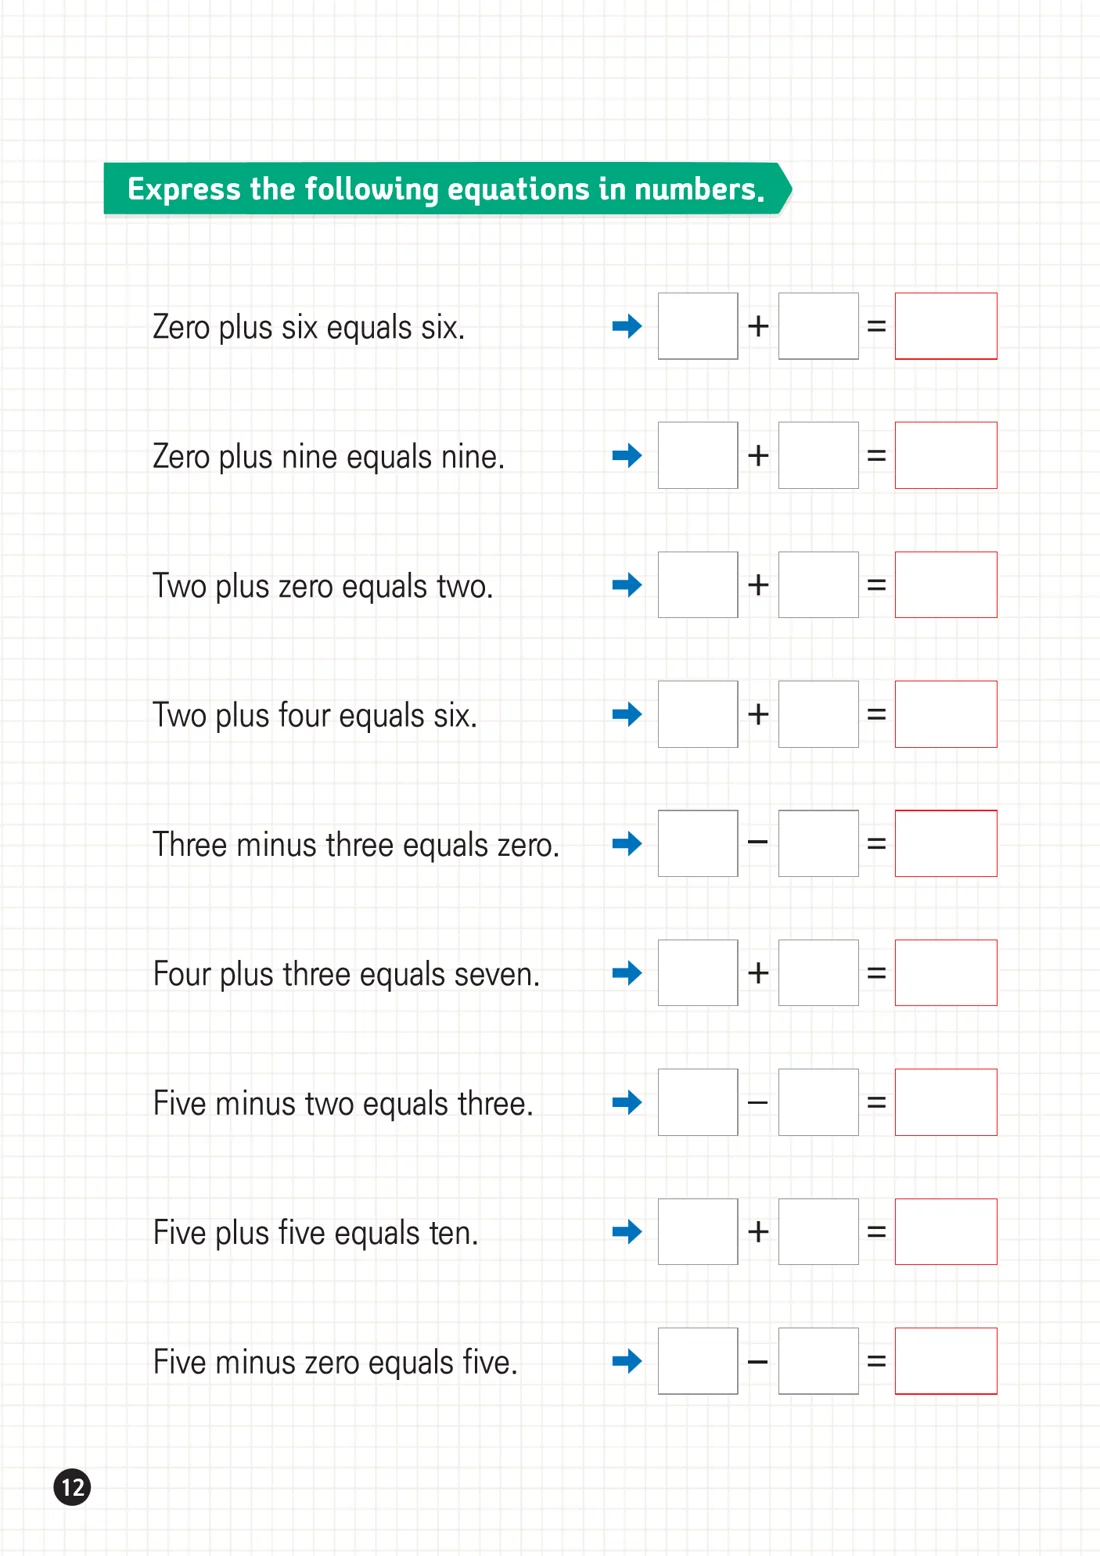 Express the following equations in numbers.
Zero plus six equals six. + =
Zero plus nine equals nine. + =
Two plus zero equals two. + =
Two plus four equals six. + =
Three minus three equals zero. − =
Four plus three equals seven. + =
Five minus two equals three. − =
Five plus five equals ten. + =
Five minus zero equals five. − =
12